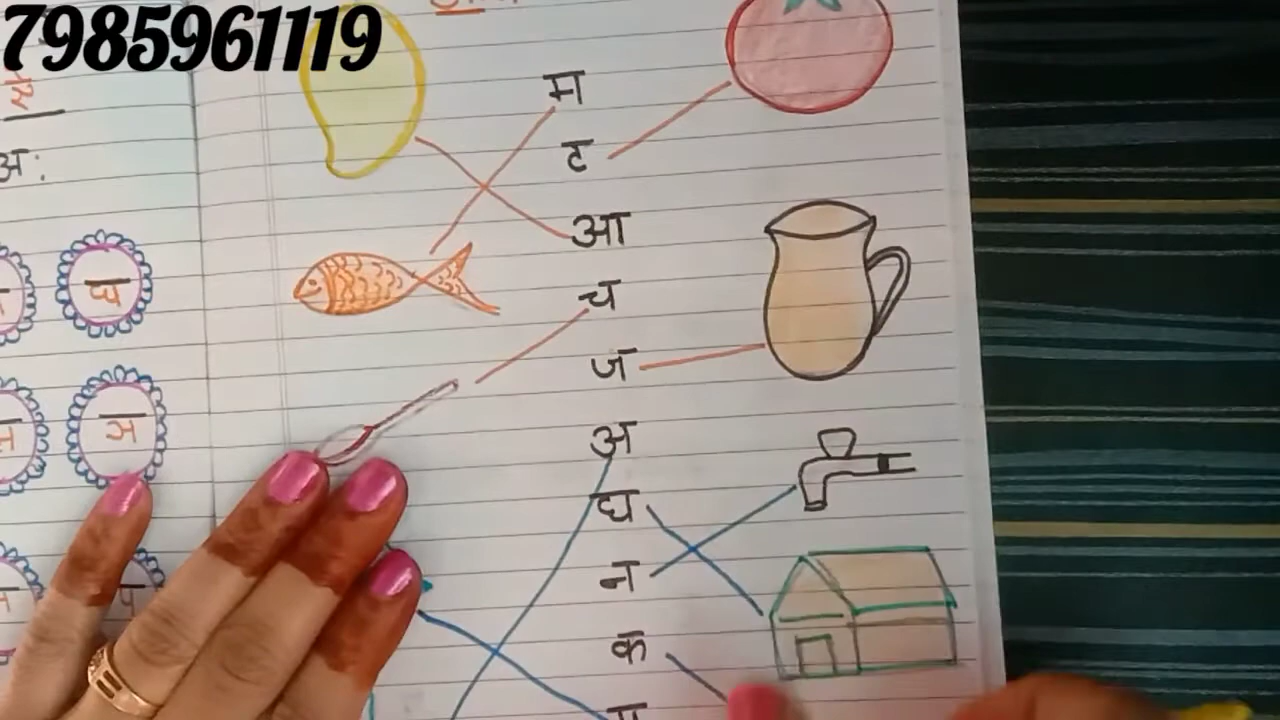 7985961119
अ:
म
ट
आ
च
ज
अ
घ
घ
न
स
क